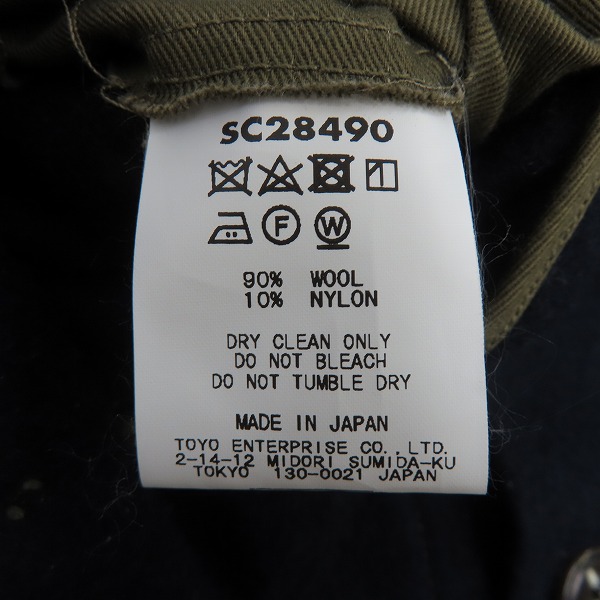 SC28490
F W
90% WOOL
10% NYLON
DRY CLEAN ONLY
DO NOT BLEACH
DO NOT TUMBLE DRY
MADE IN JAPAN
TOYO ENTERPRISE CO.,LTD.
2-14-12 MIDORI SUMIDA-KU
TOKYO 130-0021 JAPAN